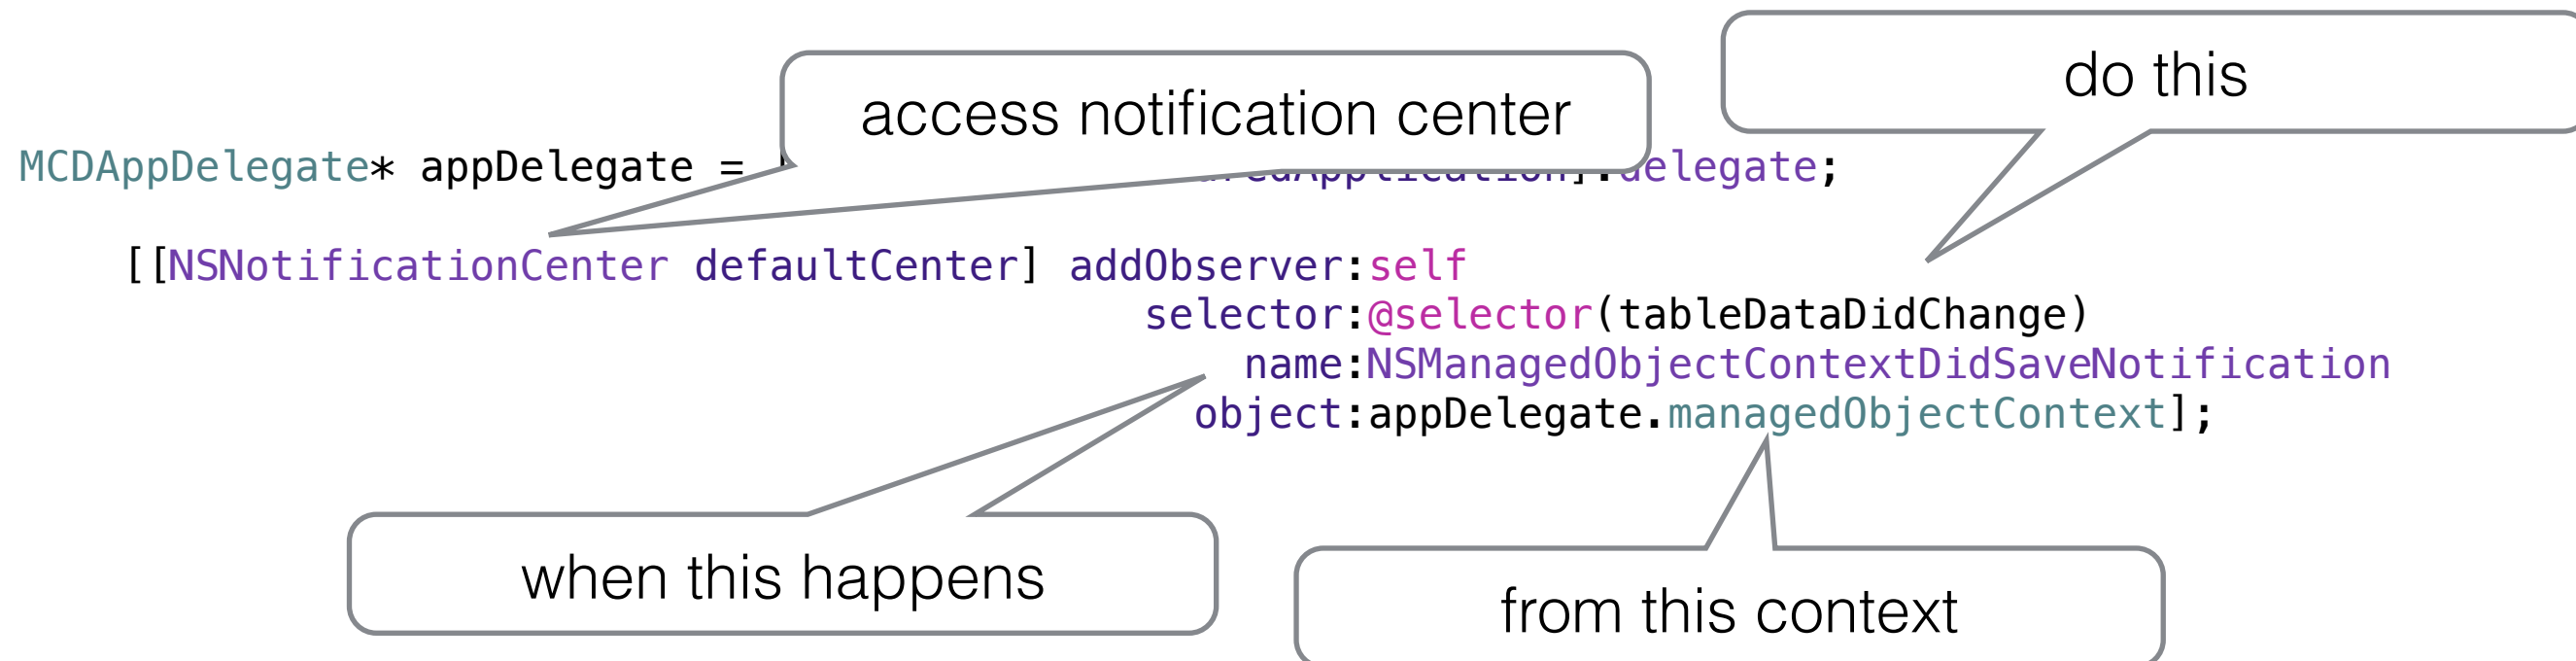 do this
access notification center
MCDAppDelegate* appDelegate = delegate;
[[NSNotificationCenter defaultCenter] addObserver:self
selector:@selector(tableDataDidChange)
name:NSManagedObjectContextDidSaveNotification
object:appDelegate.managedObjectContext];
when this happens
from this context